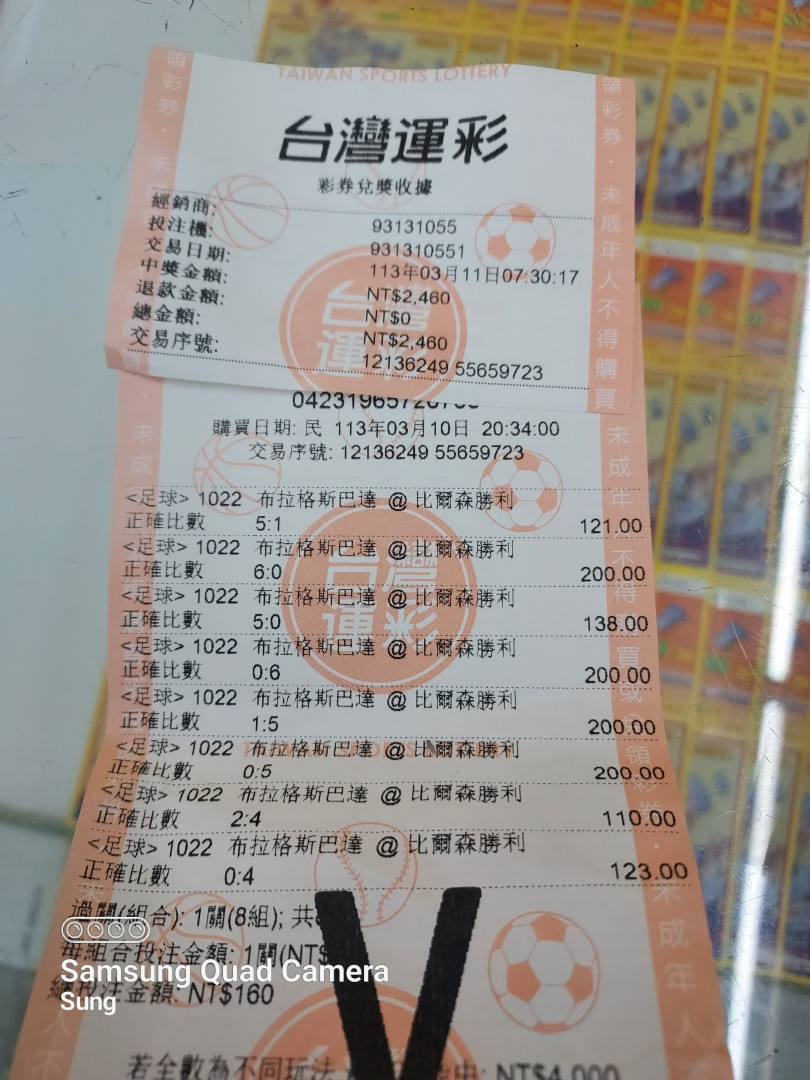 TAIWAN SPORTS LOTTERY
台灣運彩
彩券兌獎收據
經銷商: 93131055
投注機: 931310551
交易日期: 113年03月11日07:30:17
中獎金額: NT$2,460
退款金額: NT$0
總金額: NT$2,460
交易序號: 12136249 55659723
購買日期: 民 113年03月10日 20:34:00
交易序號: 12136249 55659723
<足球> 1022 布拉格斯巴達 @ 比爾森勝利
正確比數 5:1 121.00
<足球> 1022 布拉格斯巴達 @ 比爾森勝利
正確比數 6:0 200.00
<足球> 1022 布拉格斯巴達 @ 比爾森勝利
正確比數 5:0 138.00
<足球> 1022 布拉格斯巴達 @ 比爾森勝利
正確比數 0:6 200.00
<足球> 1022 布拉格斯巴達 @ 比爾森勝利
正確比數 1:5 200.00
<足球> 1022 布拉格斯巴達 @ 比爾森勝利
正確比數 0:5 200.00
<足球> 1022 布拉格斯巴達 @ 比爾森勝利
正確比數 2:4 110.00
<足球> 1022 布拉格斯巴達 @ 比爾森勝利
正確比數 0:4 123.00
過關(組合): 1關(8組); 共
每組合投注金額: 1關(NT$
總投注金額: NT$160
若全數為不同玩法 中: NT$4,000
領彩券・未成年人不得購買
台灣運彩
Samsung Quad Camera
Sung